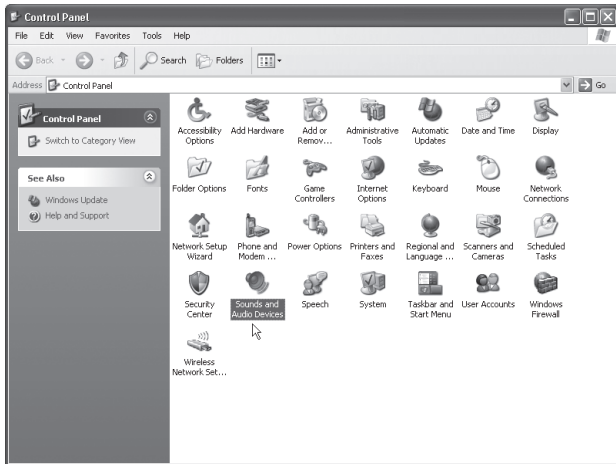 Control Panel
File Edit View Favorites Tools Help
Back Search Folders
Address Control Panel Go
Control Panel
Switch to Category View
See Also
Windows Update
Help and Support
Accessibility Options
Add Hardware
Add or Remov...
Administrative Tools
Automatic Updates
Date and Time
Display
Folder Options
Fonts
Game Controllers
Internet Options
Keyboard
Mouse
Network Connections
Network Setup Wizard
Phone and Modem ...
Power Options
Printers and Faxes
Regional and Language ...
Scanners and Cameras
Scheduled Tasks
Security Center
Sounds and Audio Devices
Speech
System
Taskbar and Start Menu
User Accounts
Windows Firewall
Wireless Network Set...